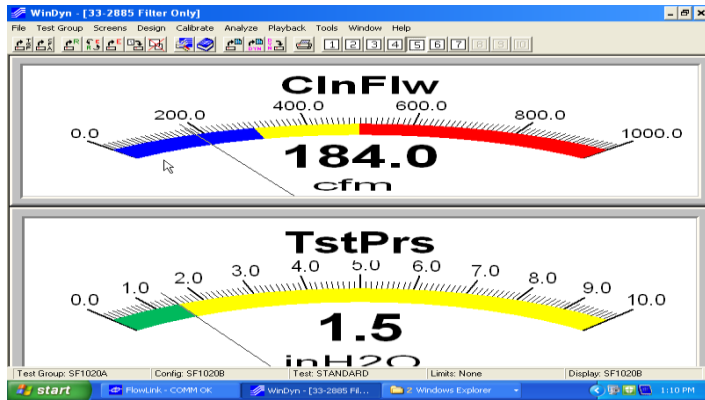 WinDyn - [33-2885 Filter Only]
File Test Group Screens Design Calibrate Analyze Playback Tools Window Help
1 2 3 4 5 6 7 8 9 10
ClnFlw
0.0 200.0 400.0 600.0 800.0 1000.0
184.0
cfm
TstPrs
0.0 1.0 2.0 3.0 4.0 5.0 6.0 7.0 8.0 9.0 10.0
1.5
inH2O
Test Group: SF1020A Config: SF1020B Test: STANDARD Limits: None Display: SF1020B
start FlowLink - COMM OK WinDyn - [33-2885 Fil... 2 Windows Explorer 1:10 PM